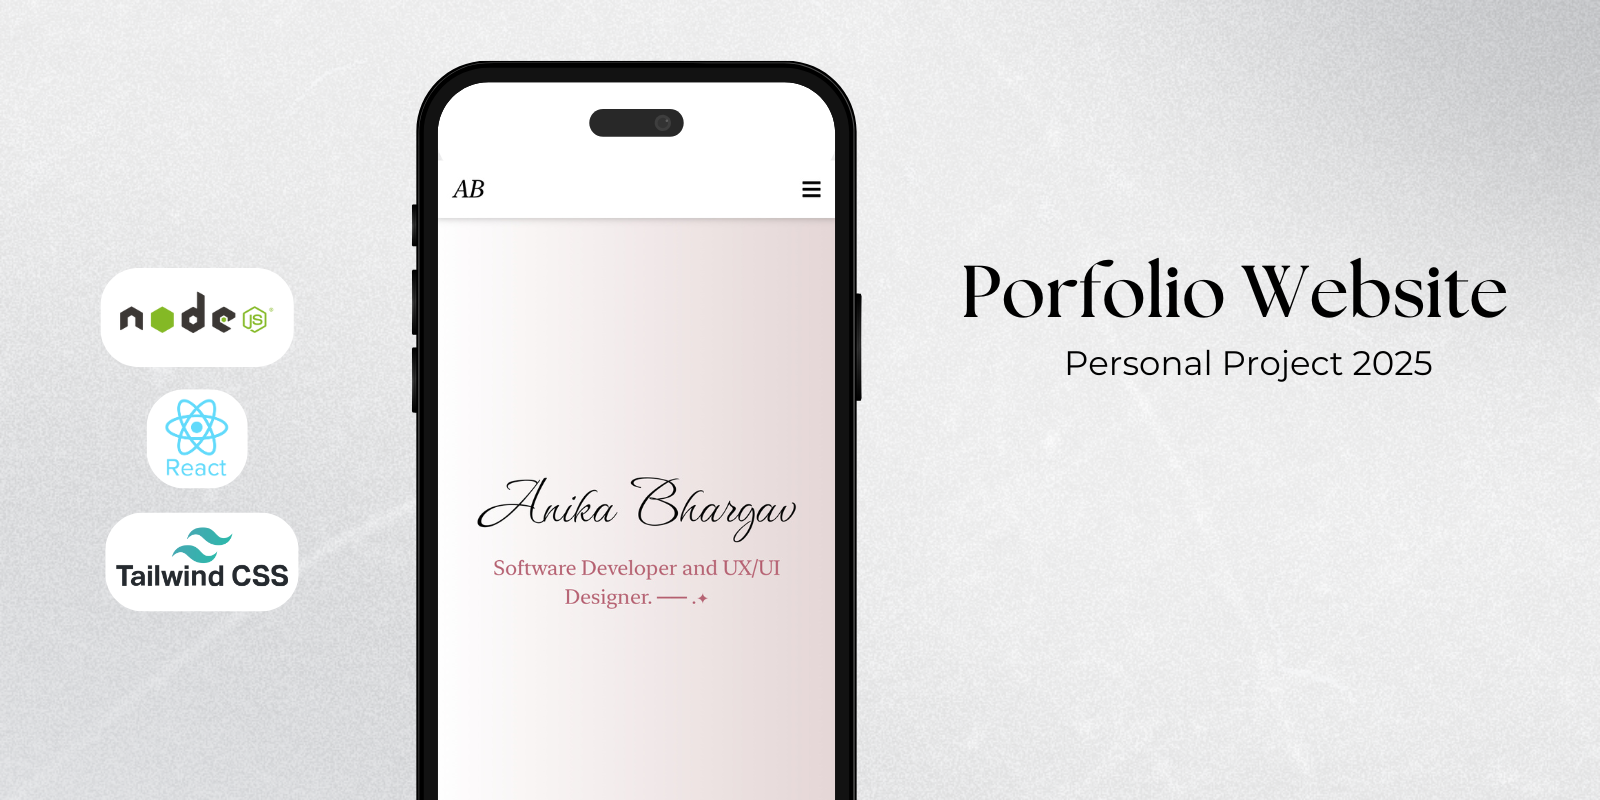 node JS
React
Tailwind CSS
AB
Anika Bhargav
Software Developer and UX/UI
Designer. — .✦
Porfolio Website
Personal Project 2025